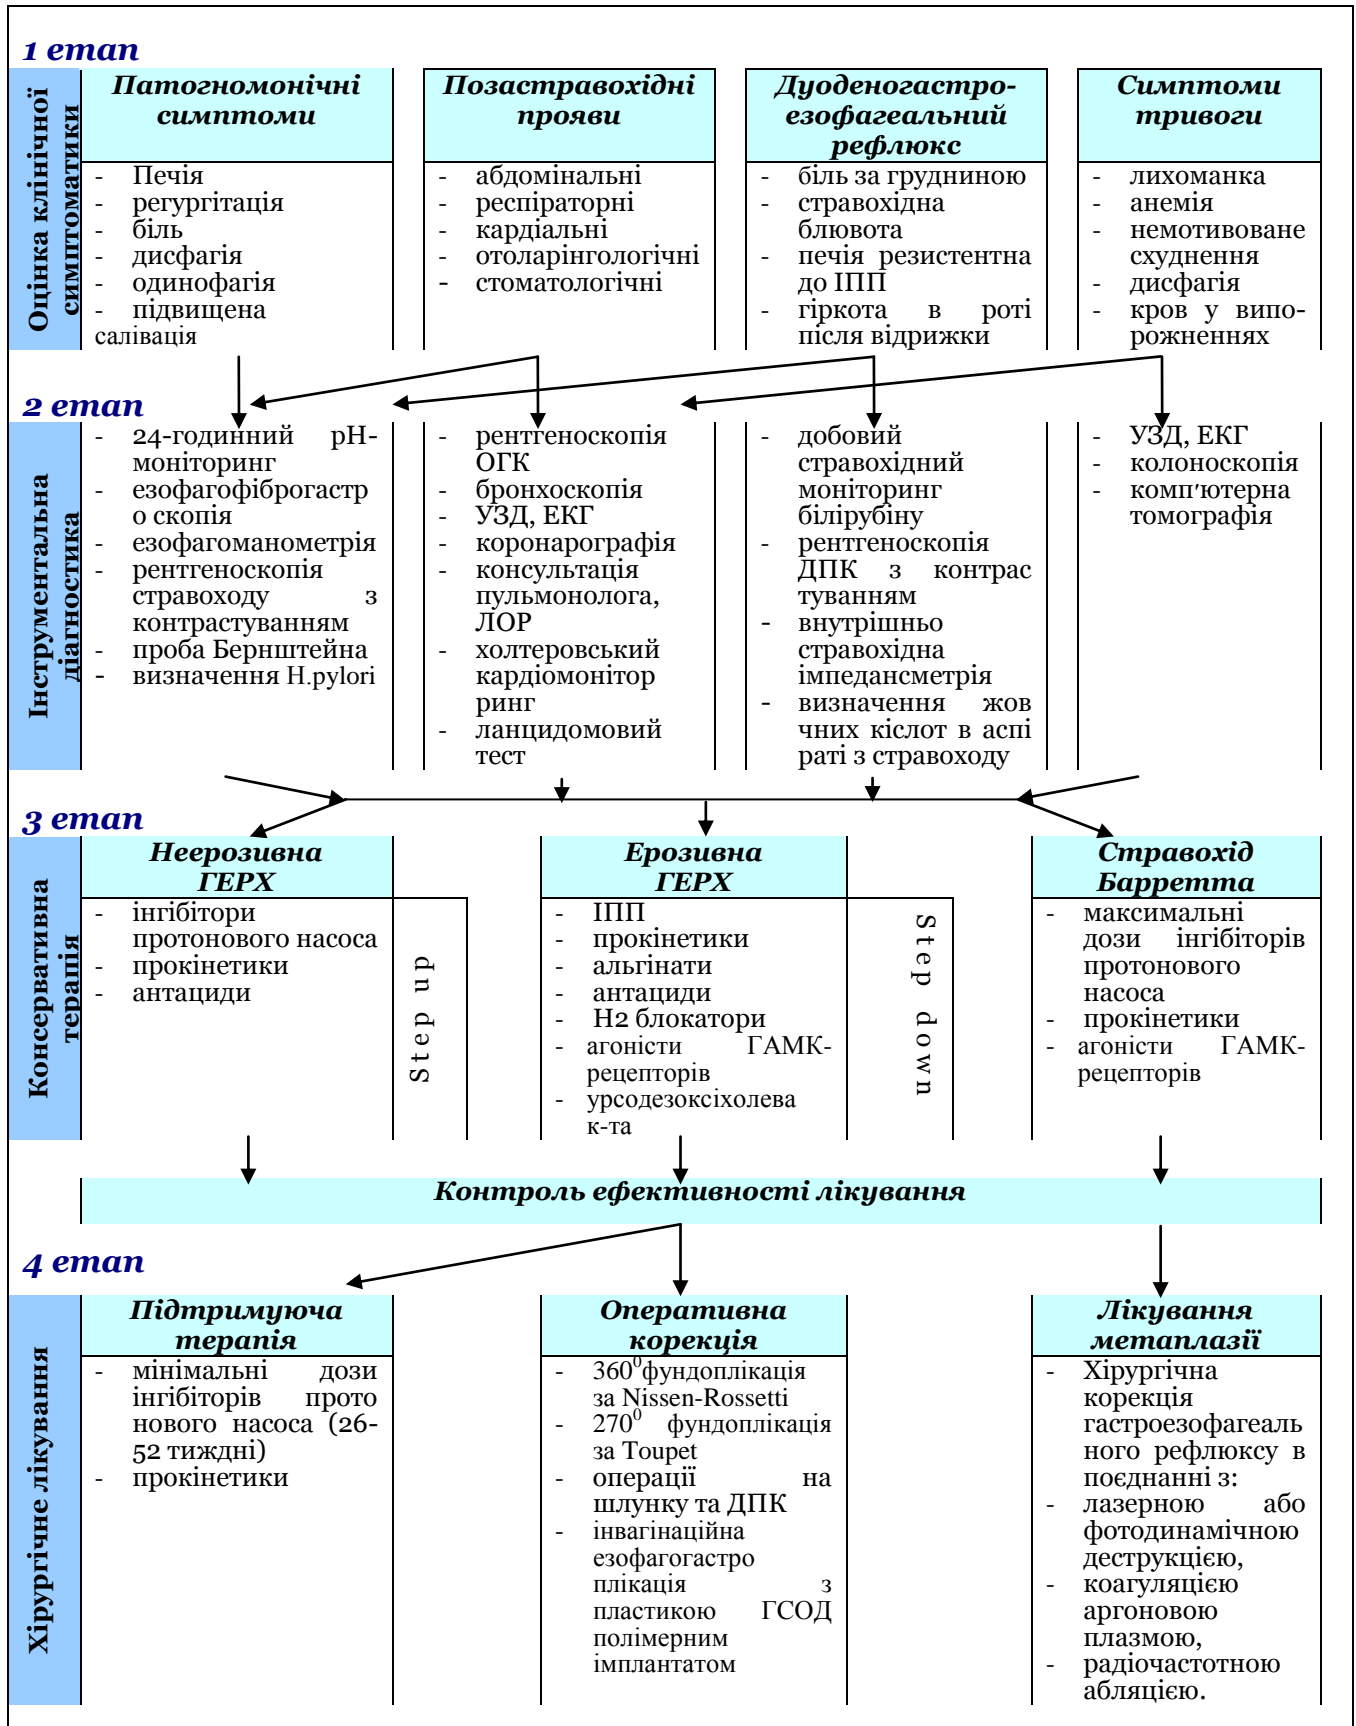 1 етап
Оцінка клінічної
симптоматики
Патогномонічні
симптоми
- Печія
- регургітація
- біль
- дисфагія
- одинофагія
- підвищена
салівація
Позастравохідні
прояви
- абдомінальні
- респіраторні
- кардіальні
- отоларінгологічні
- стоматологічні
Дуоденогастро-
езофагеальний
рефлюкс
- біль за грудниною
- стравохідна
блювота
- печія резистентна
до ІПП
- гіркота в роті
після відрижки
Симптоми
тривоги
- лихоманка
- анемія
- немотивоване
схуднення
- дисфагія
- кров у випо-
рожненнях
2 етап
Інструментальна
діагностика
- 24-годинний рН-
моніторинг
- езофагофіброгастр
о скопія
- езофагоманометрія
- рентгеноскопія
стравоходу з
контрастуванням
- проба Бернштейна
- визначення H.pylori
- рентгеноскопія
ОГК
- бронхоскопія
- УЗД, ЕКГ
- коронарографія
- консультація
пульмонолога,
ЛОР
- холтеровський
кардіомонітор
ринг
- ланцидомовий
тест
- добовий
стравохідний
моніторинг
білірубіну
- рентгеноскопія
ДПК з контрас
туванням
- внутрішньо
стравохідна
імпедансметрія
- визначення жов
чних кіслот в аспі
раті з стравоходу
- УЗД, ЕКГ
- колоноскопія
- комп'ютерна
томографія
3 етап
Консервативна
терапія
Неерозивна
ГЕРХ
- інгібітори
протонового насоса
- прокінетики
- антациди
Step up
Ерозивна
ГЕРХ
- ІПП
- прокінетики
- альгінати
- антациди
- Н2 блокатори
- агоністи ГАМК-
рецепторів
- урсодезоксіхолева
к-та
Step down
Стравохід
Барретта
- максимальні
дози інгібіторів
протонового
насоса
- прокінетики
- агоністи ГАМК-
рецепторів
Контроль ефективності лікування
4 етап
Хірургічне лікування
Підтримуюча
терапія
- мінімальні дози
інгібіторів прото
нового насоса (26-
52 тиждні)
- прокінетики
Оперативна
корекція
- 360⁰фундоплікація
за Nissen-Rossetti
- 270⁰ фундоплікація
за Toupet
- операції на
шлунку та ДПК
- інвагінаційна
езофагогастро
плікація з
пластикою ГСОД
полімерним
імплантатом
Лікування
метаплазії
- Хірургічна
корекція
гастроезофагеаль
ного рефлюксу в
поєднанні з:
- лазерною або
фотодинамічною
деструкцією,
- коагуляцією
аргоновою
плазмою,
- радіочастотною
абляцією.